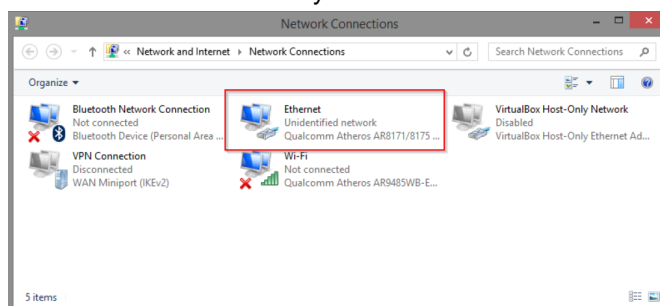 Network Connections
« Network and Internet ▸ Network Connections
Search Network Connections
Organize ▾
Bluetooth Network Connection
Not connected
Bluetooth Device (Personal Area ...
Ethernet
Unidentified network
Qualcomm Atheros AR8171/8175 ...
VirtualBox Host-Only Network
Disabled
VirtualBox Host-Only Ethernet Ad...
VPN Connection
Disconnected
WAN Miniport (IKEv2)
Wi-Fi
Not connected
Qualcomm Atheros AR9485WB-E...
5 items